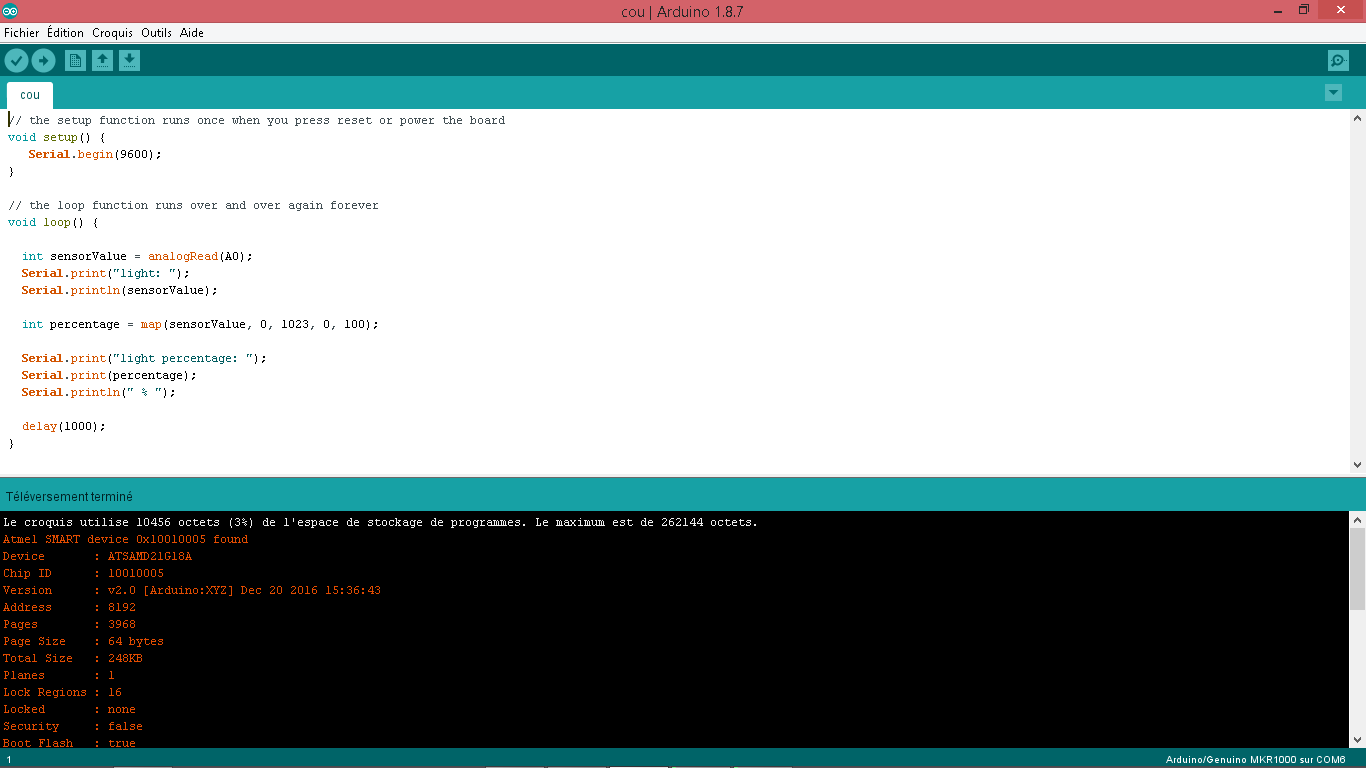 cou | Arduino 1.8.7
Fichier Édition Croquis Outils Aide
cou
// the setup function runs once when you press reset or power the board
void setup() {
Serial.begin(9600);
}
// the loop function runs over and over again forever
void loop() {
int sensorValue = analogRead(A0);
Serial.print("light: ");
Serial.println(sensorValue);
int percentage = map(sensorValue, 0, 1023, 0, 100);
Serial.print("light percentage: ");
Serial.print(percentage);
Serial.println(" % ");
delay(1000);
}
Téléversement terminé
Le croquis utilise 10456 octets (3%) de l'espace de stockage de programmes. Le maximum est de 262144 octets.
Atmel SMART device 0x10010005 found
Device : ATSAMD21G18A
Chip ID : 10010005
Version : v2.0 [Arduino:XYZ] Dec 20 2016 15:36:43
Address : 8192
Pages : 3968
Page Size : 64 bytes
Total Size : 248KB
Planes : 1
Lock Regions : 16
Locked : none
Security : false
Boot Flash : true
1 Arduino/Genuino MKR1000 sur COM6